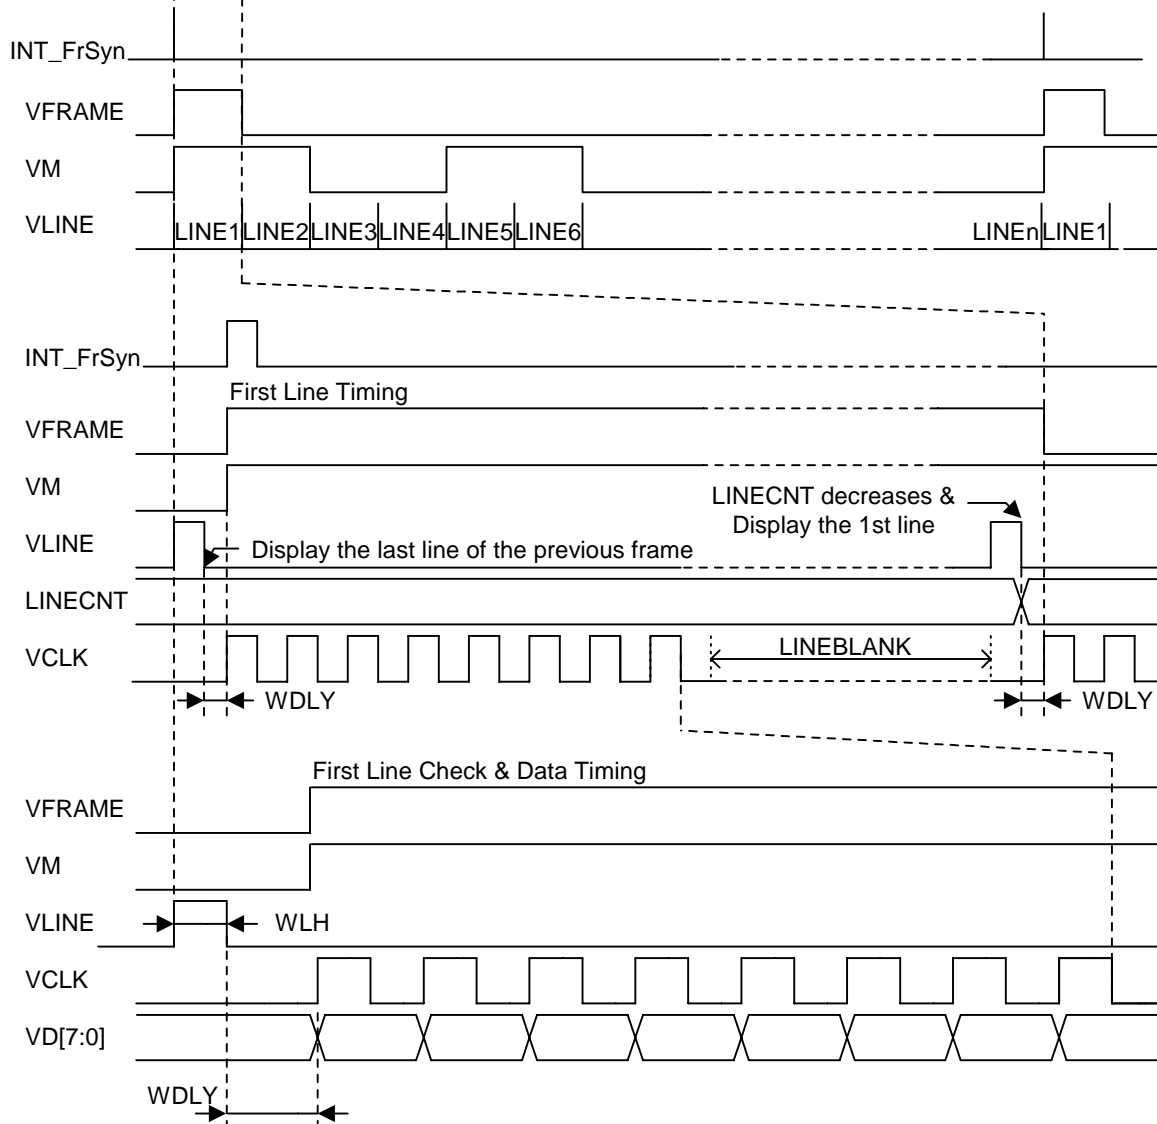 INT_FrSyn
VFRAME
VM
VLINE
LINE1 LINE2 LINE3 LINE4 LINE5 LINE6 LINEn LINE1
INT_FrSyn
First Line Timing
VFRAME
VM
LINECNT decreases &
Display the 1st line
VLINE
Display the last line of the previous frame
LINECNT
VCLK
LINEBLANK
WDLY WDLY
First Line Check & Data Timing
VFRAME
VM
VLINE
WLH
VCLK
VD[7:0]
WDLY